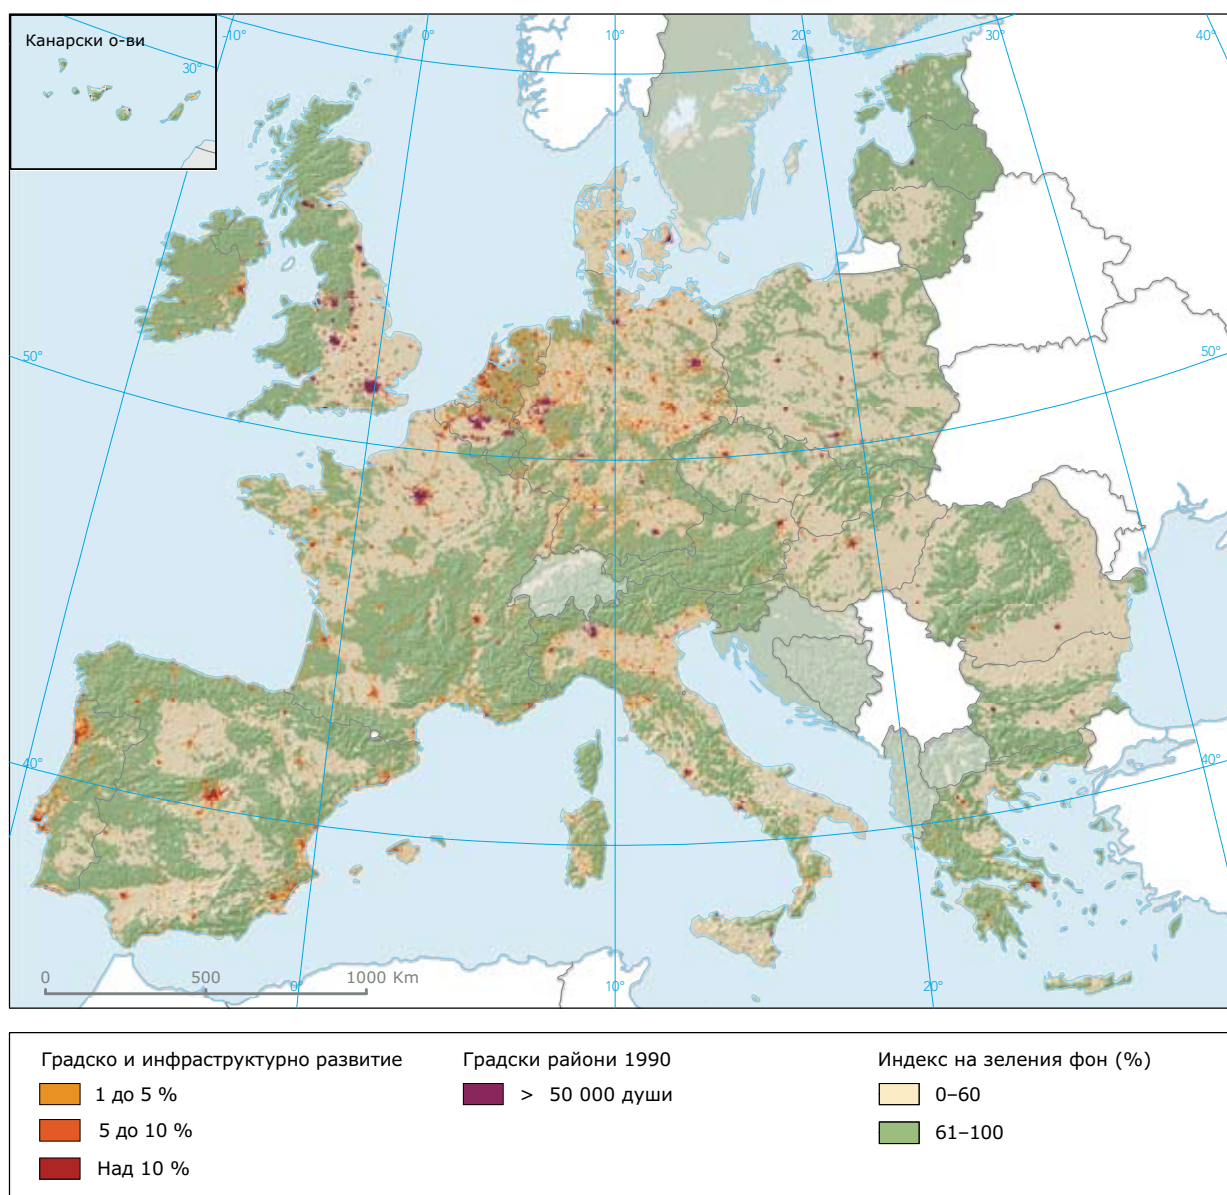 Канарски о-ви
30°
-10°
0°
10°
20°
30°
40°
50°
50°
40°
40°
0 500 1000 Km
0°
10°
20°
Градско и инфраструктурно развитие
1 до 5 %
5 до 10 %
Над 10 %
Градски райони 1990
> 50 000 души
Индекс на зеления фон (%)
0–60
61–100